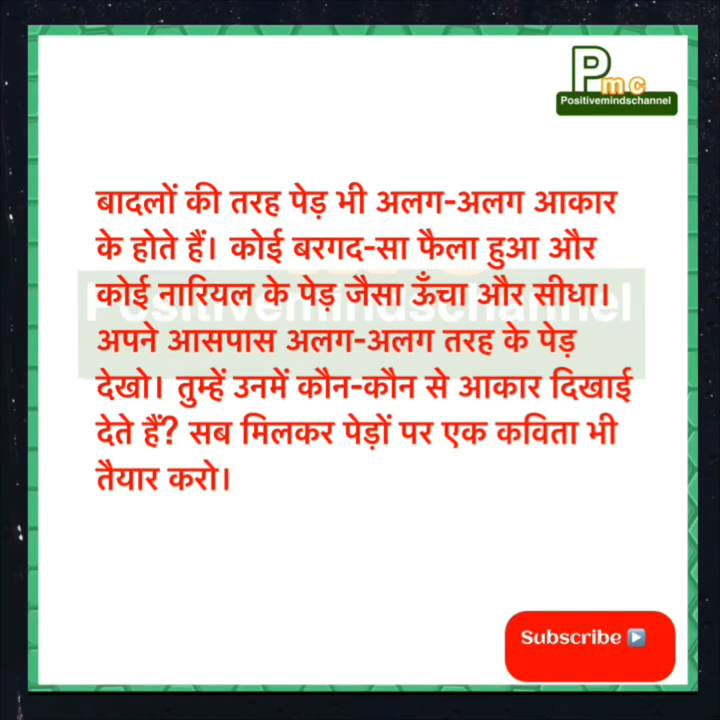 Pmc
Positivemindschannel
बादलों की तरह पेड़ भी अलग-अलग आकार
के होते हैं। कोई बरगद-सा फैला हुआ और
कोई नारियल के पेड़ जैसा ऊँचा और सीधा।
अपने आसपास अलग-अलग तरह के पेड़
देखो। तुम्हें उनमें कौन-कौन से आकार दिखाई
देते हैं? सब मिलकर पेड़ों पर एक कविता भी
तैयार करो।
Positivemindschannel
Subscribe